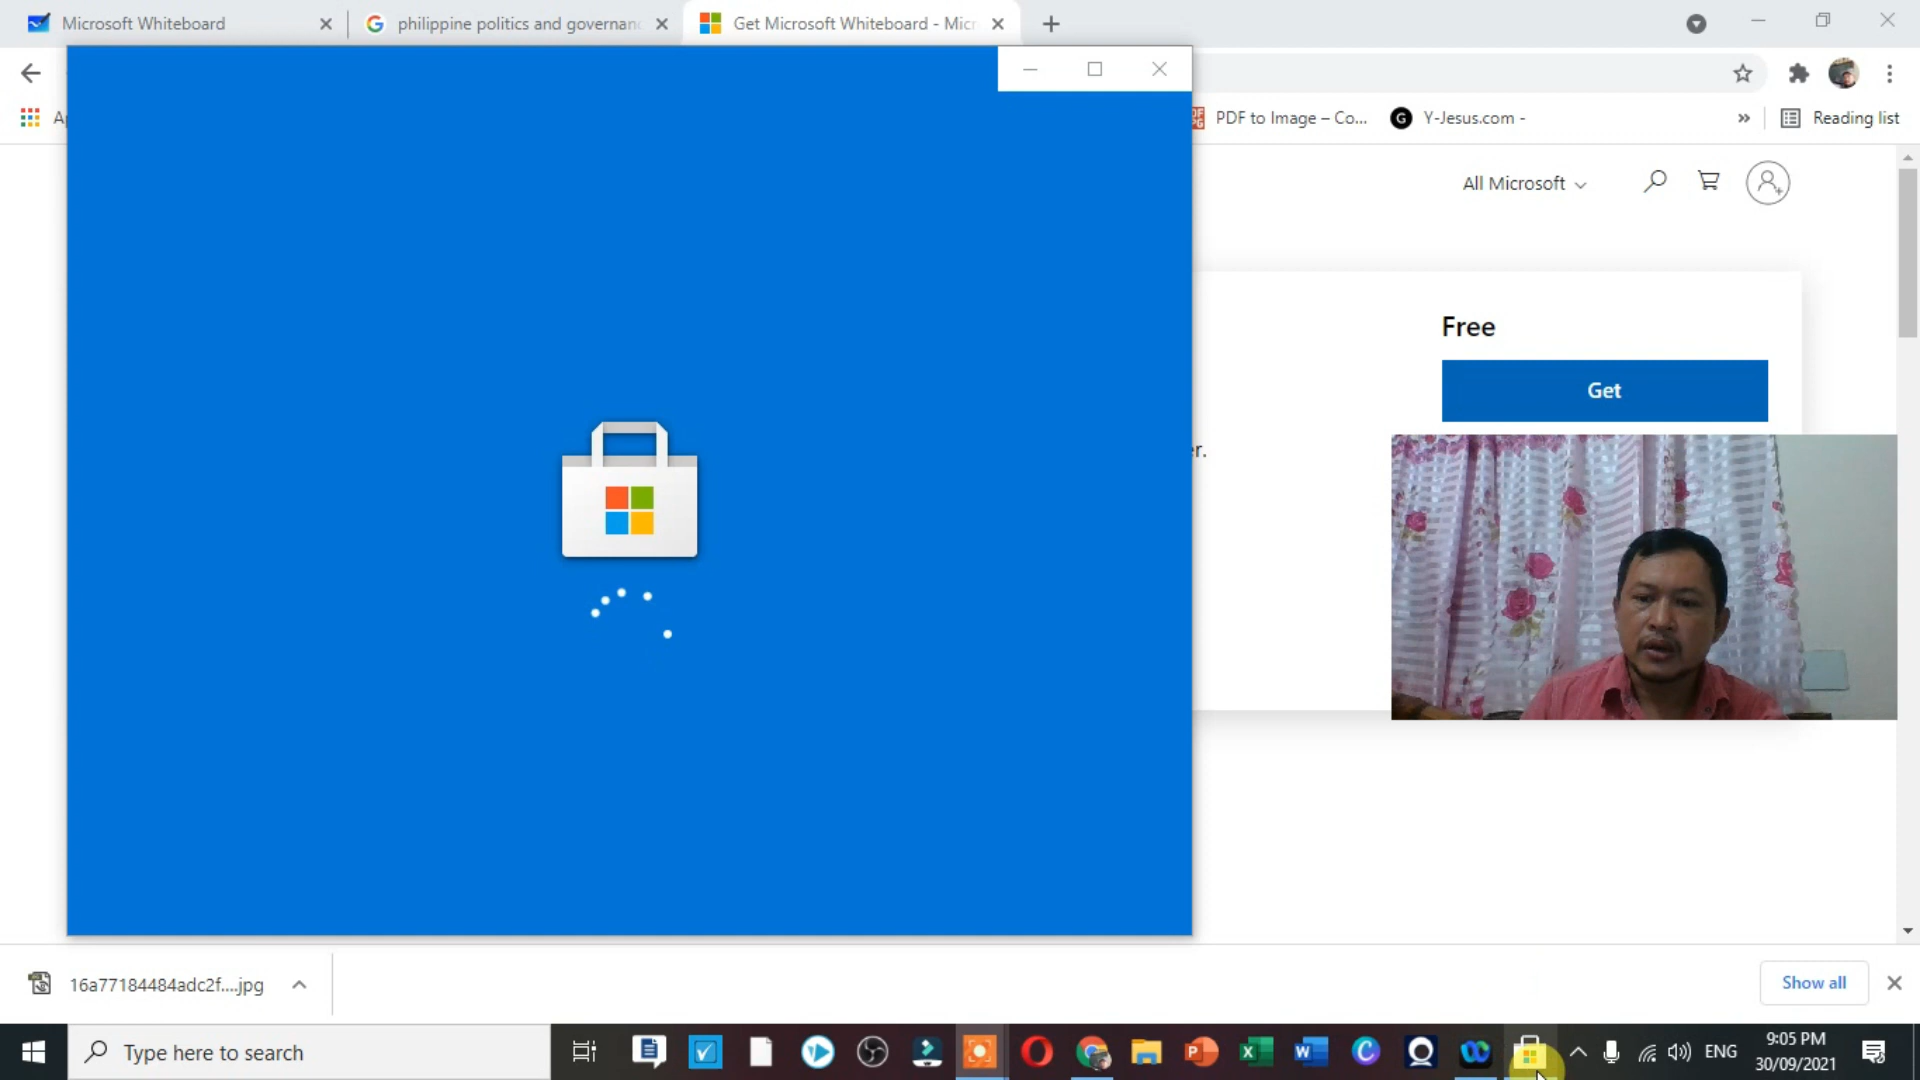 Microsoft Whiteboard
philippine politics and governanc
Get Microsoft Whiteboard - Micr
PDF to Image – Co...
Y-Jesus.com -
Reading list
All Microsoft
Free
Get
er.
16a77184484adc2f....jpg
Show all
Type here to search
ENG
9:05 PM
30/09/2021